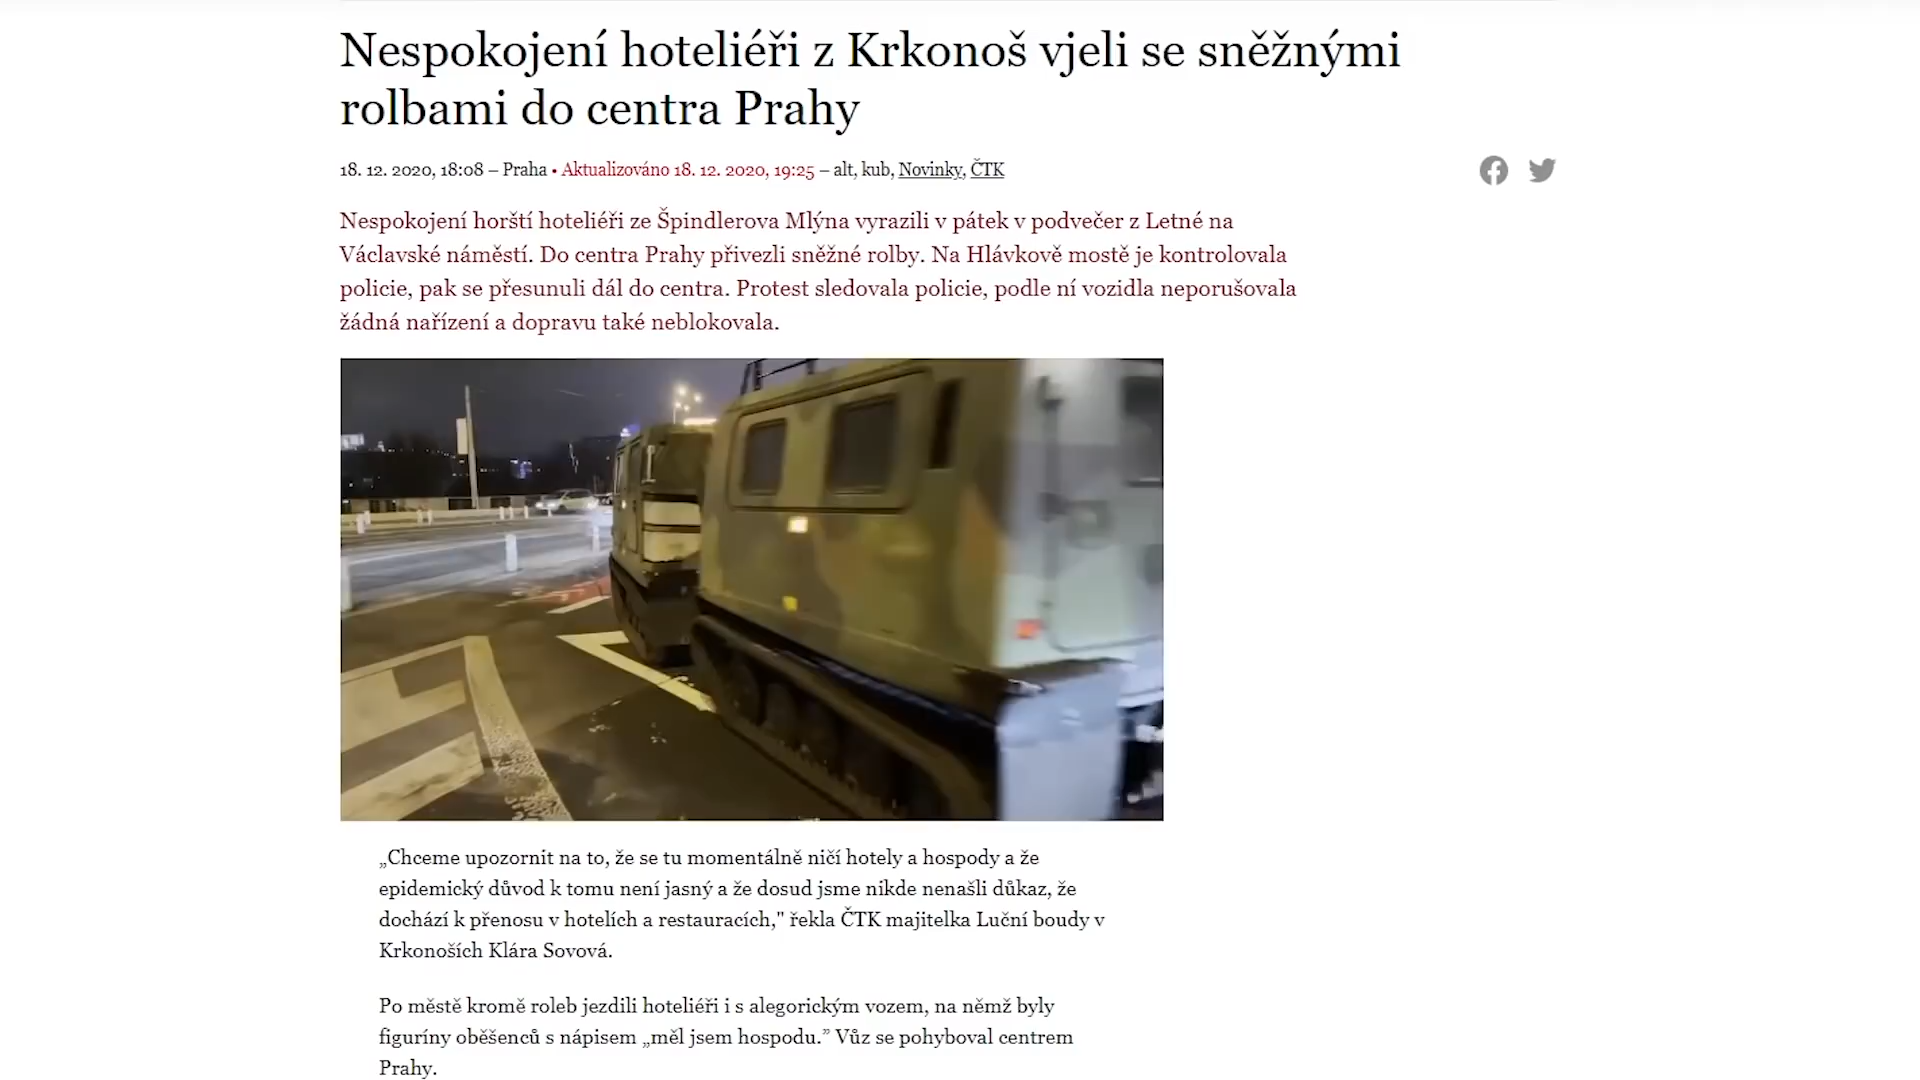 Nespokojení hoteliéři z Krkonoš vjeli se sněžnými
rolbami do centra Prahy
18. 12. 2020, 18:08 – Praha • Aktualizováno 18. 12. 2020, 19:25 – alt, kub, Novinky, ČTK
Nespokojení horští hoteliéři ze Špindlerova Mlýna vyrazili v pátek v podvečer z Letné na
Václavské náměstí. Do centra Prahy přivezli sněžné rolby. Na Hlávkově mostě je kontrolovala
policie, pak se přesunuli dál do centra. Protest sledovala policie, podle ní vozidla neporušovala
žádná nařízení a dopravu také neblokovala.
„Chceme upozornit na to, že se tu momentálně ničí hotely a hospody a že
epidemický důvod k tomu není jasný a že dosud jsme nikde nenašli důkaz, že
dochází k přenosu v hotelích a restauracích," řekla ČTK majitelka Luční boudy v
Krkonoších Klára Sovová.
Po městě kromě roleb jezdili hoteliéři i s alegorickým vozem, na němž byly
figuríny oběšenců s nápisem „měl jsem hospodu.” Vůz se pohyboval centrem
Prahy.